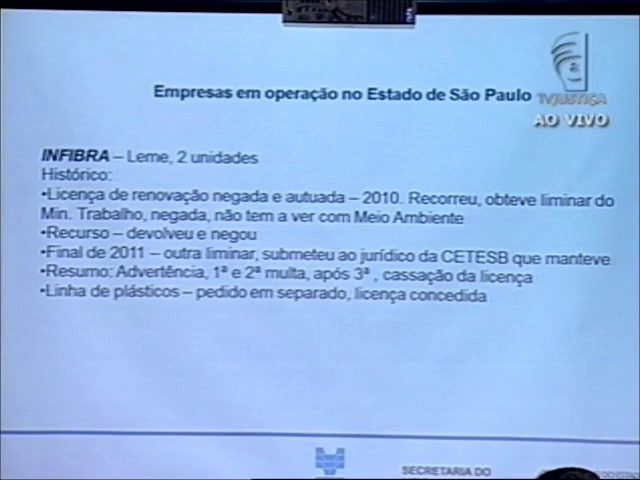 Empresas em operação no Estado de São Paulo
TV JUSTIÇA
AO VIVO
INFIBRA – Leme, 2 unidades
Histórico:
•Licença de renovação negada e autuada – 2010. Recorreu, obteve liminar do
Min. Trabalho, negada, não tem a ver com Meio Ambiente
•Recurso – devolveu e negou
•Final de 2011 – outra liminar, submeteu ao jurídico da CETESB que manteve
•Resumo: Advertência, 1ª e 2ª multa, após 3ª , cassação da licença
•Linha de plásticos – pedido em separado, licença concedida
SECRETARIA DO